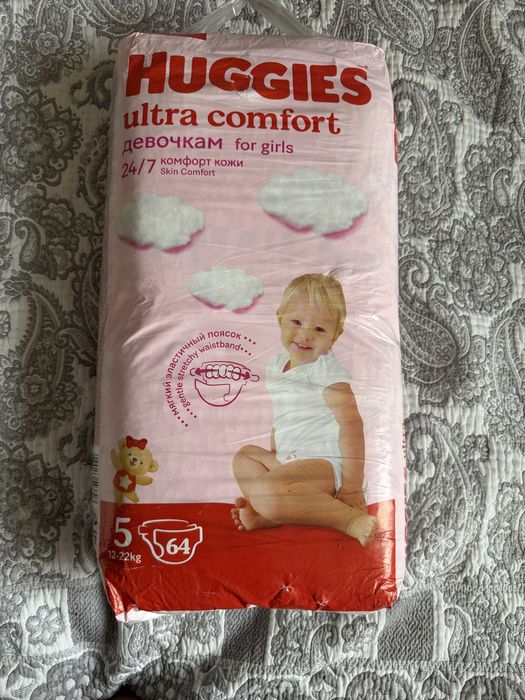 HUGGIES
ultra comfort
девочкам for girls
24/7 комфорт кожи
Skin Comfort
мягкий эластичный поясок
gentle stretchy waistband
5
64
12-22kg